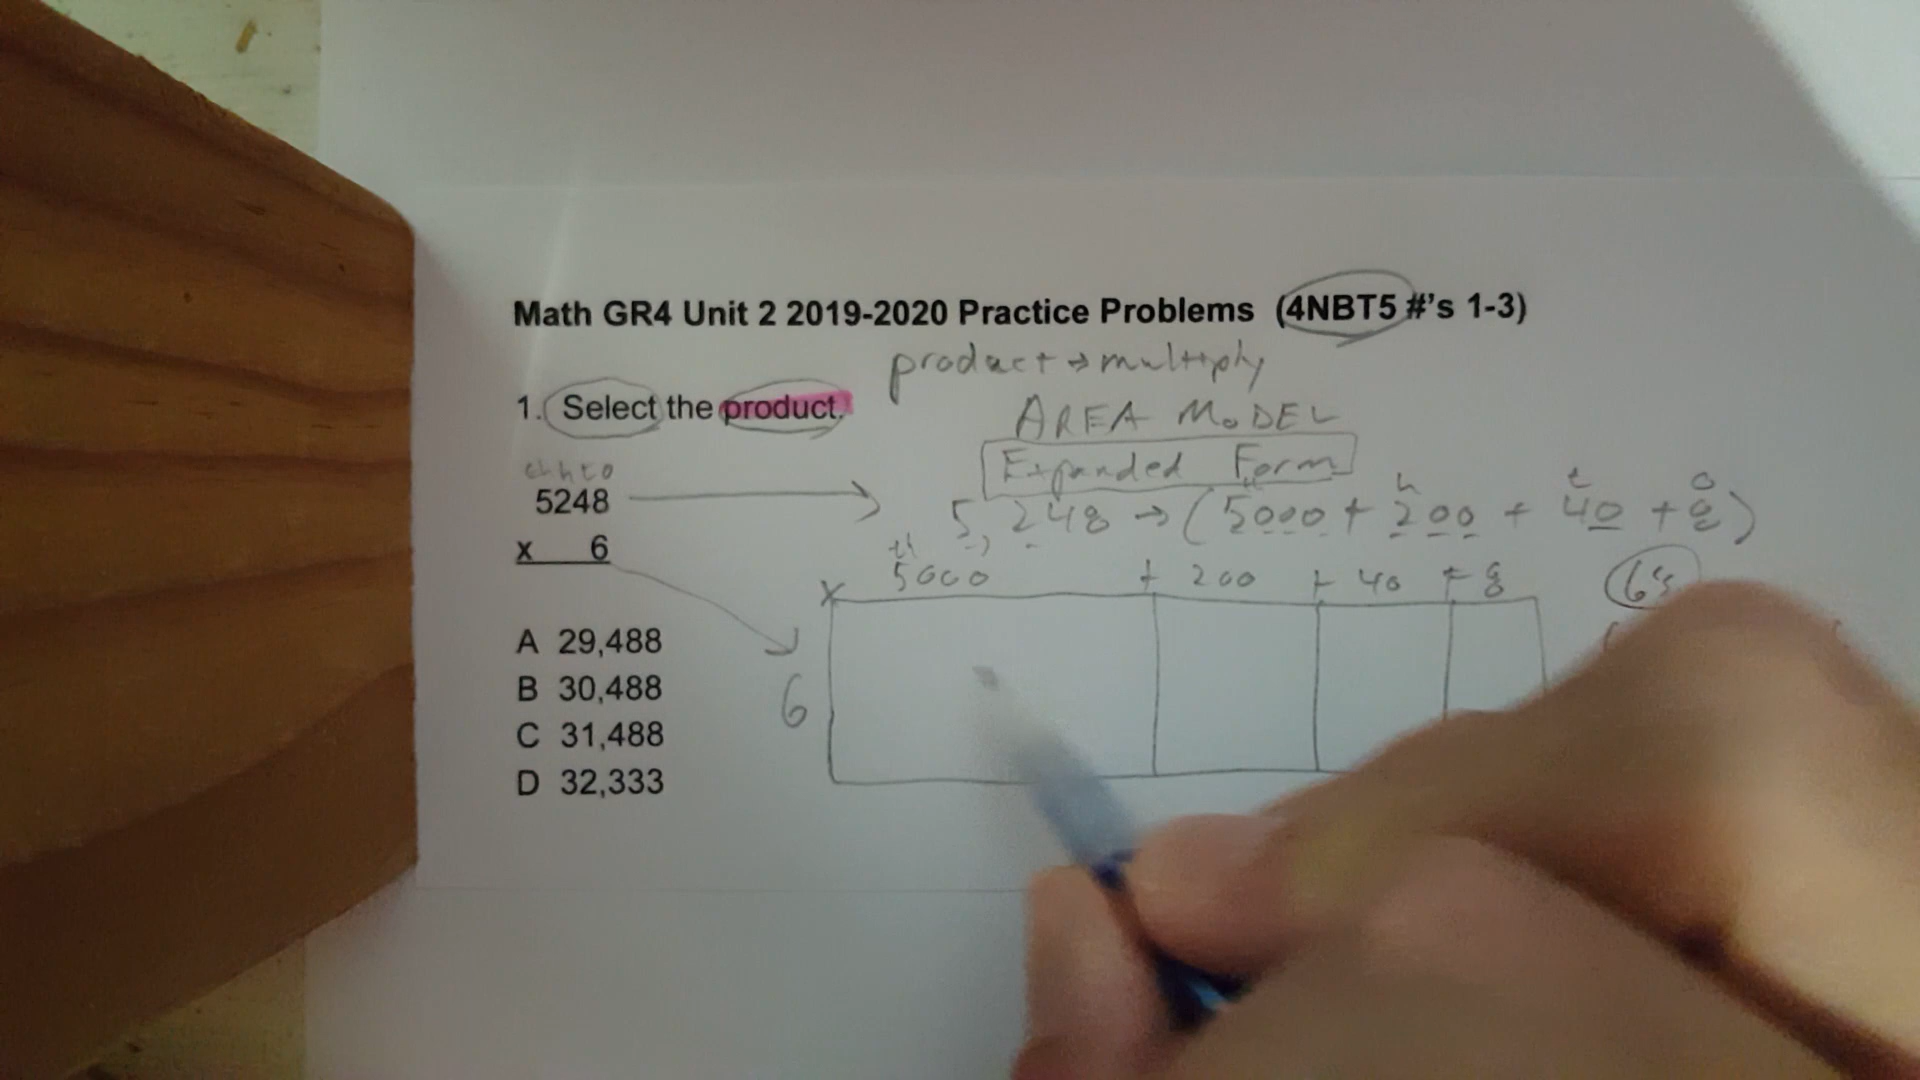 Math GR4 Unit 2 2019-2020 Practice Problems (4NBT5 #'s 1-3)
product → multiply
1. Select the product.
AREA MODEL
Expanded Form
th h t o
5248
h t o
5,248 → (5000 + 200 + 40 + 8)
x 6
th
x 5000 + 200 + 40 + 8
6's
6
A 29,488
B 30,488
C 31,488
D 32,333